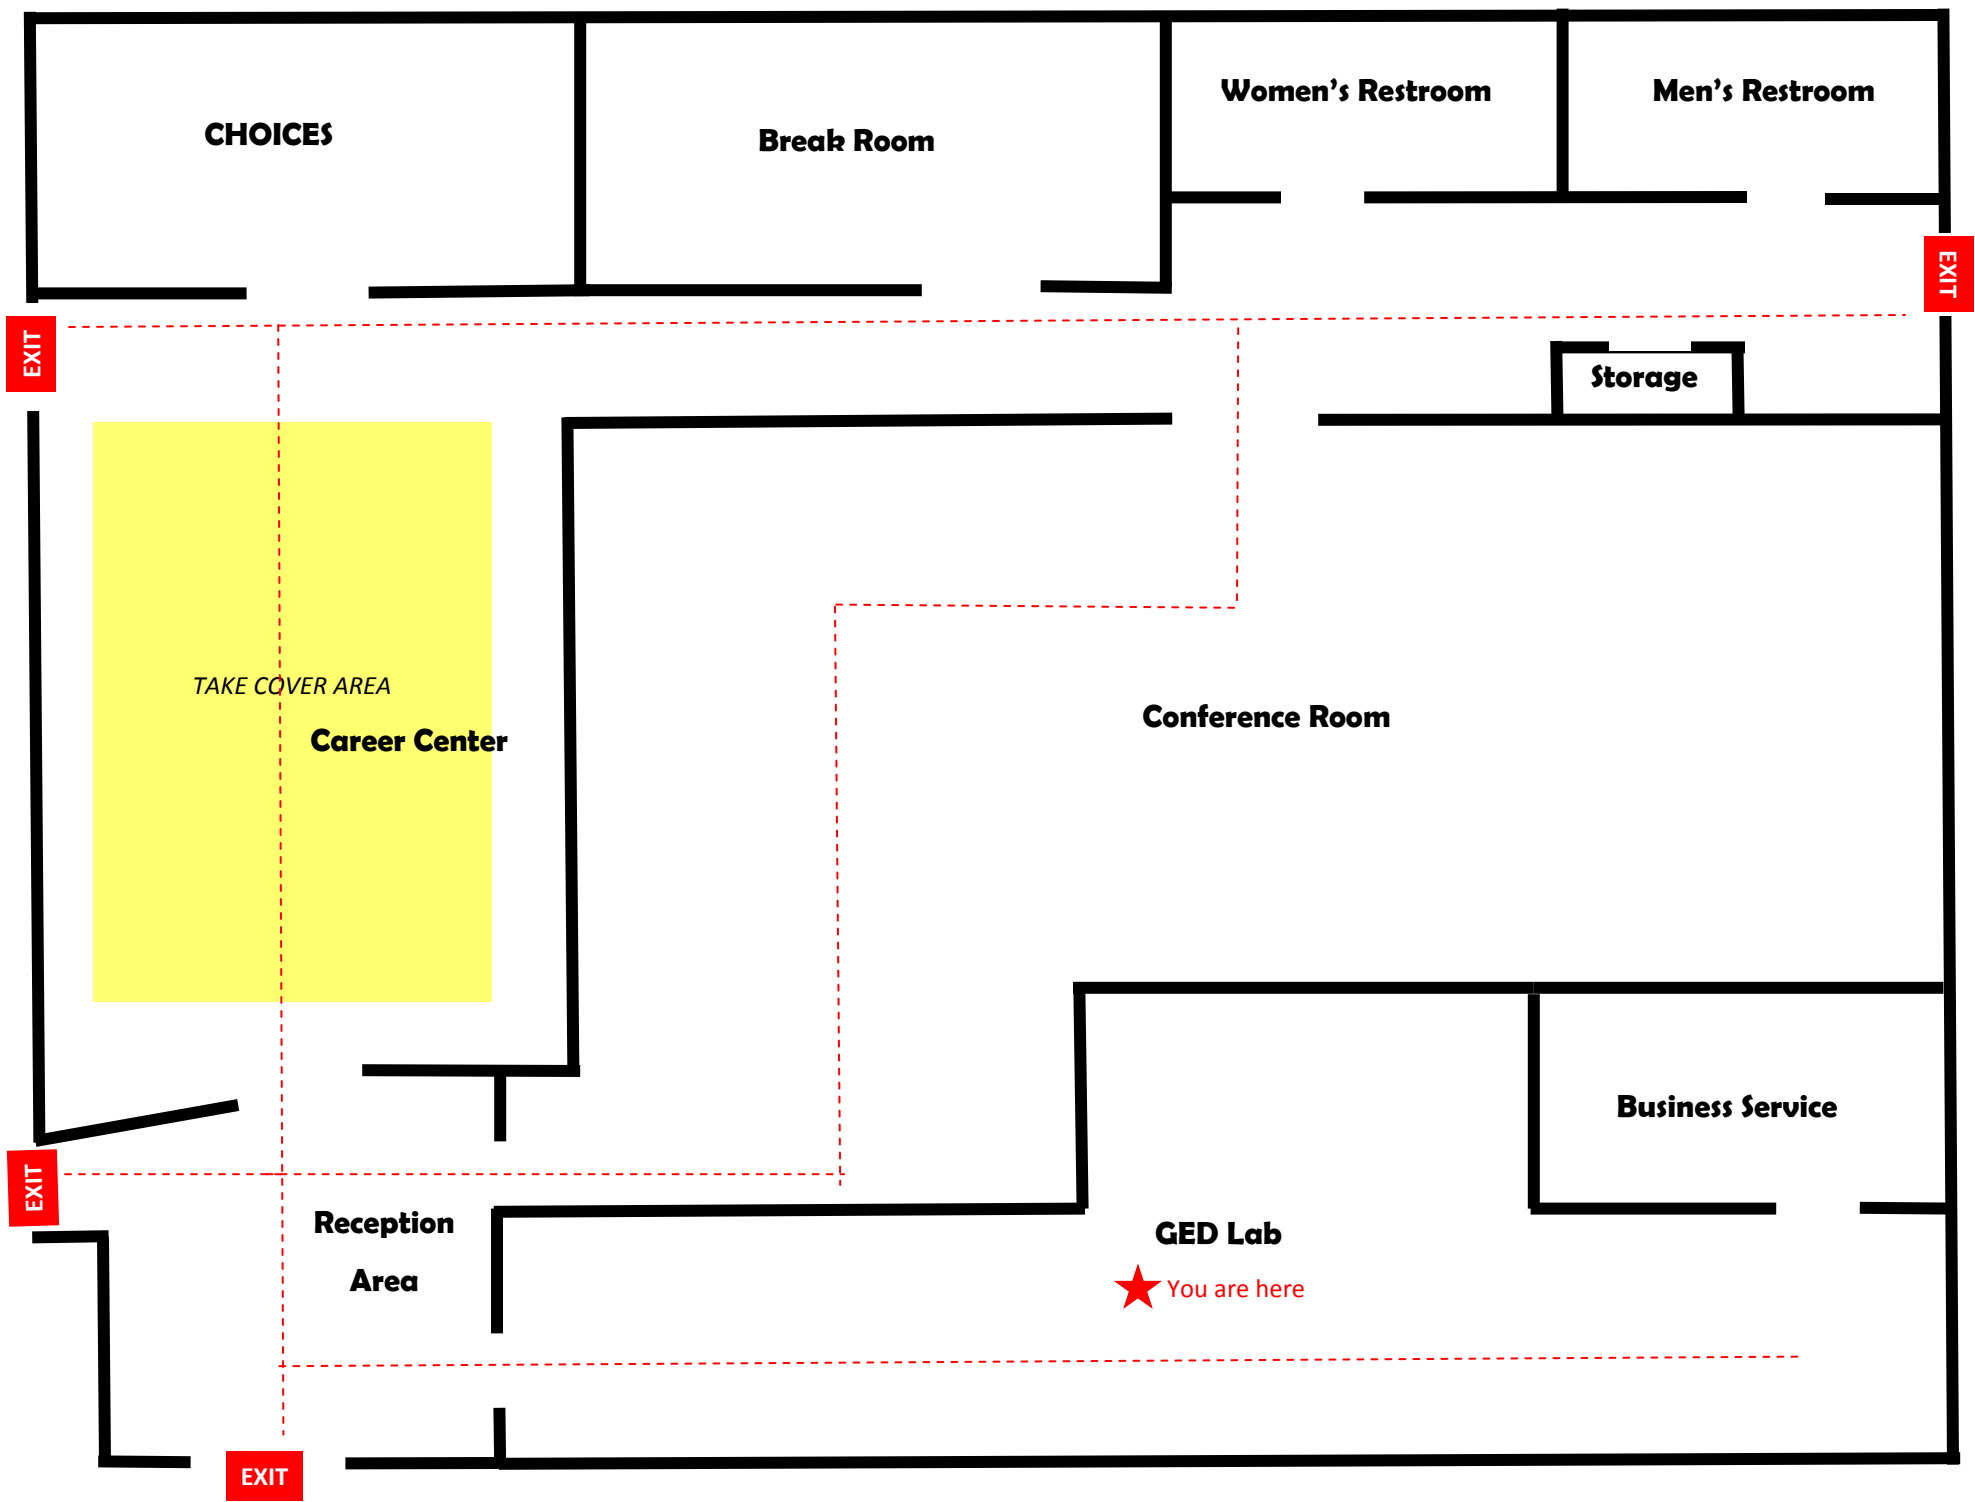 Women's Restroom
Men's Restroom
CHOICES
Break Room
EXIT
EXIT
Storage
TAKE COVER AREA
Career Center
Conference Room
Business Service
EXIT
Reception
Area
GED Lab
You are here
EXIT